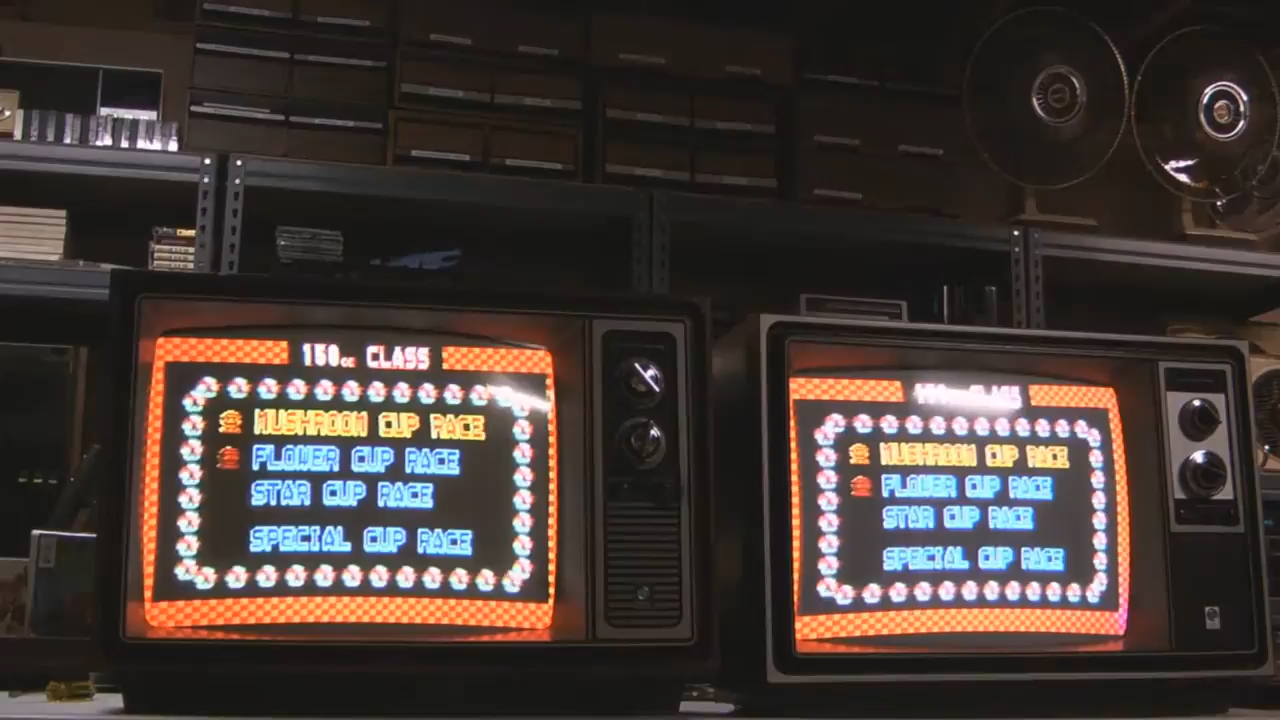 150cc CLASS
MUSHROOM CUP RACE
FLOWER CUP RACE
STAR CUP RACE
SPECIAL CUP RACE
CLASS
MUSHROOM CUP RACE
FLOWER CUP RACE
STAR CUP RACE
SPECIAL CUP RACE